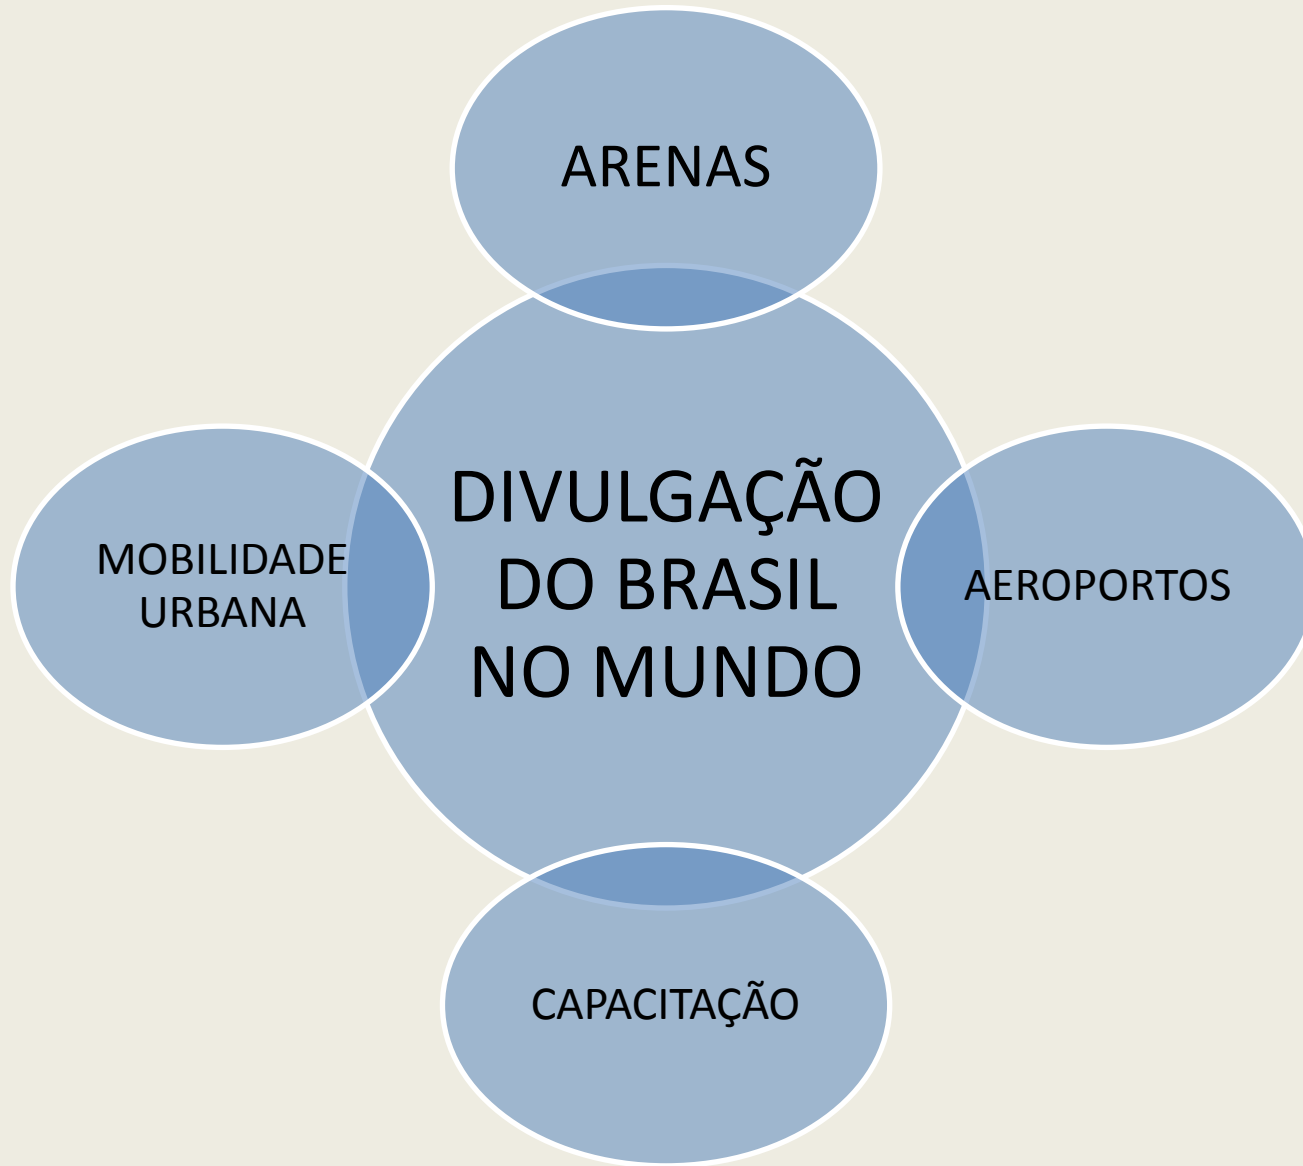 ARENAS
DIVULGAÇÃO
DO BRASIL
NO MUNDO
MOBILIDADE
URBANA
AEROPORTOS
CAPACITAÇÃO